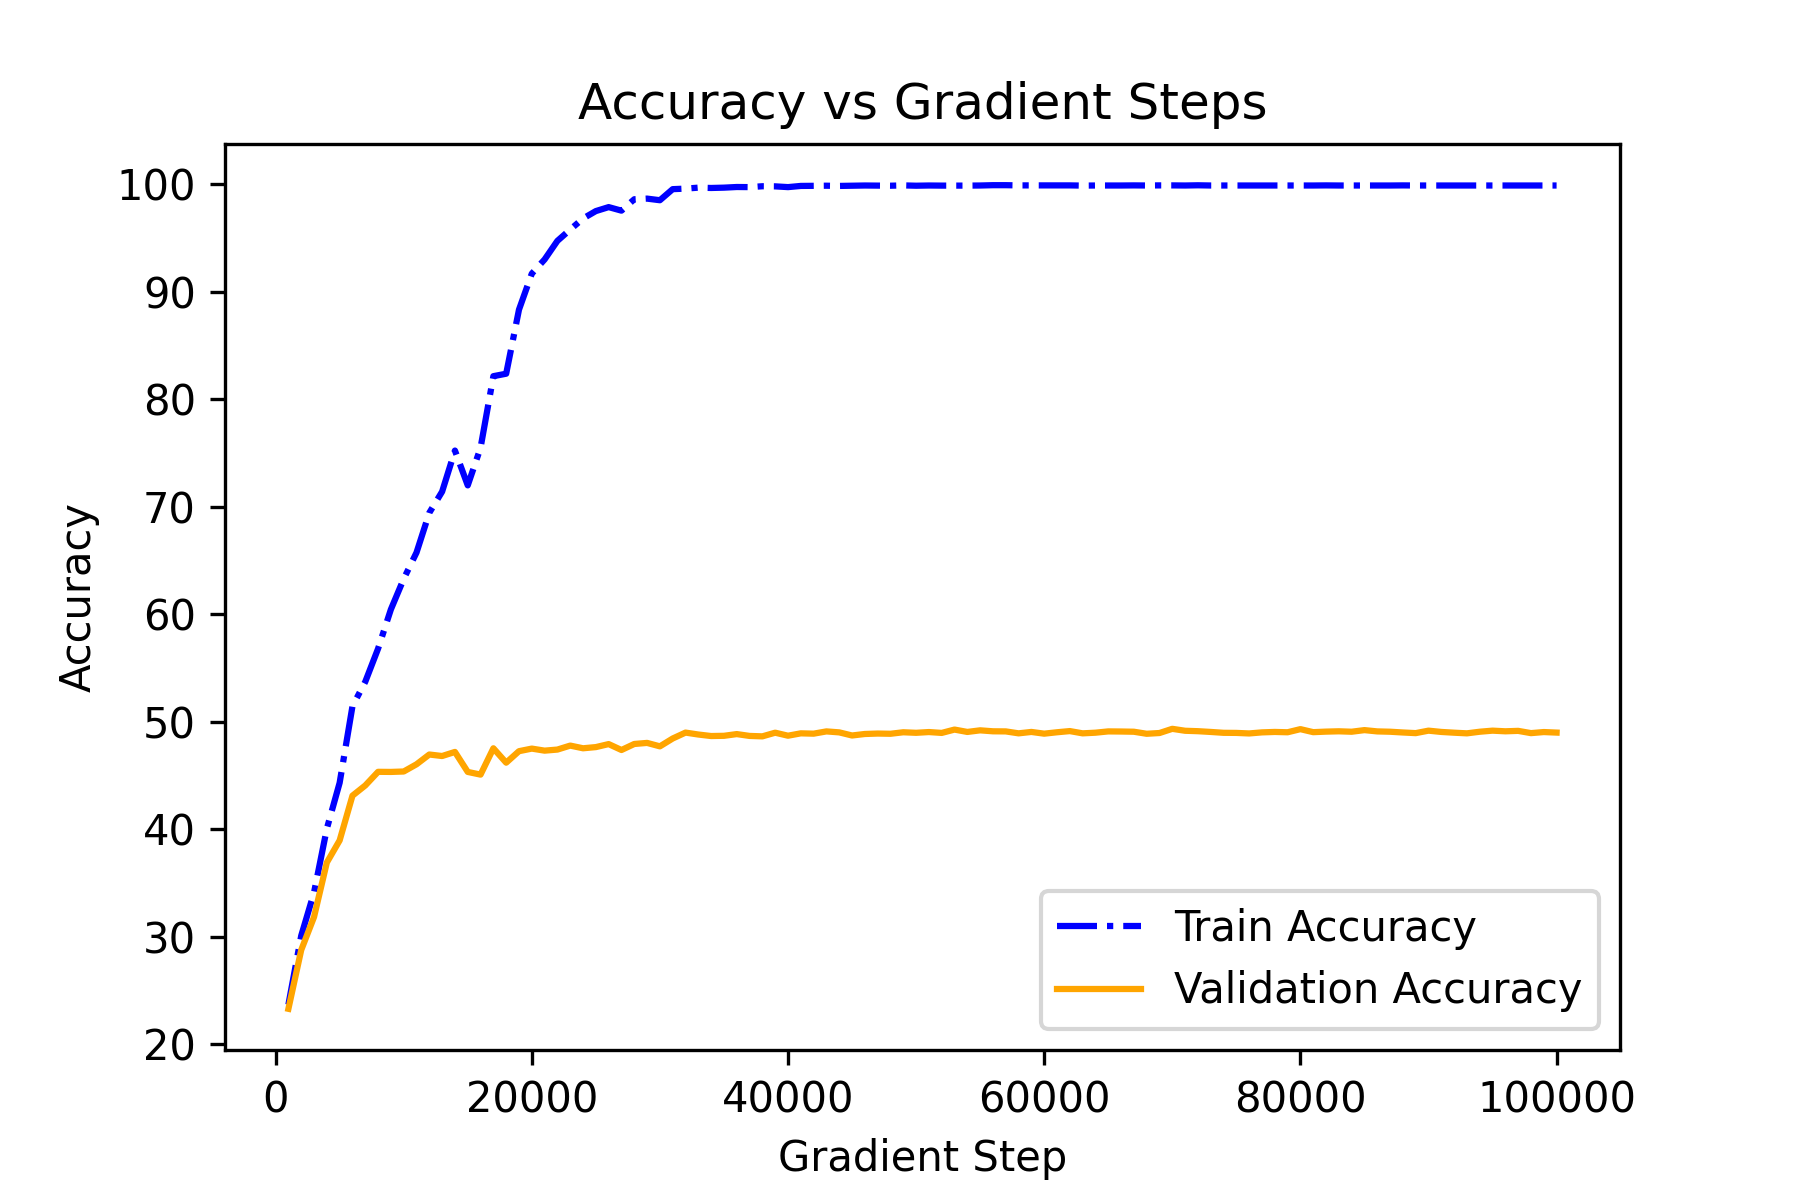 Accuracy vs Gradient Steps
100
90
80
70
60
50
40
30
20
Accuracy
0 20000 40000 60000 80000 100000
Gradient Step
Train Accuracy
Validation Accuracy